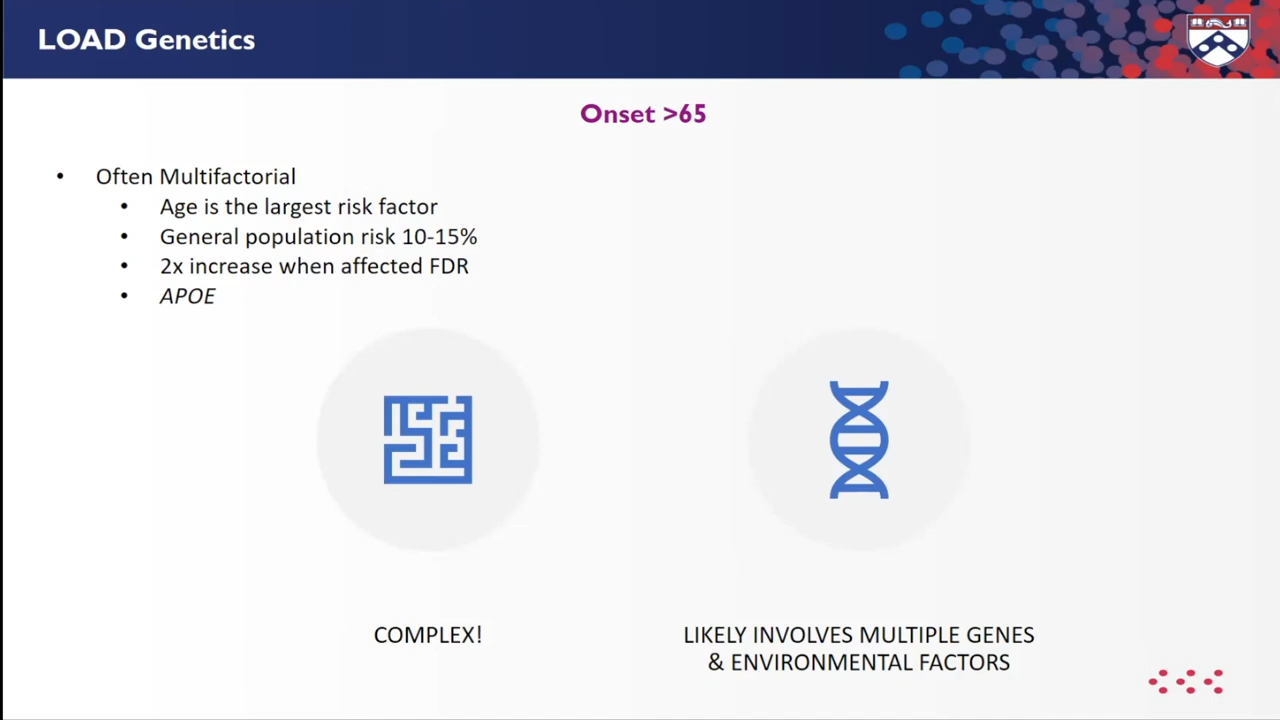 LOAD Genetics
Onset >65
• Often Multifactorial
• Age is the largest risk factor
• General population risk 10-15%
• 2x increase when affected FDR
• APOE
COMPLEX!
LIKELY INVOLVES MULTIPLE GENES
& ENVIRONMENTAL FACTORS